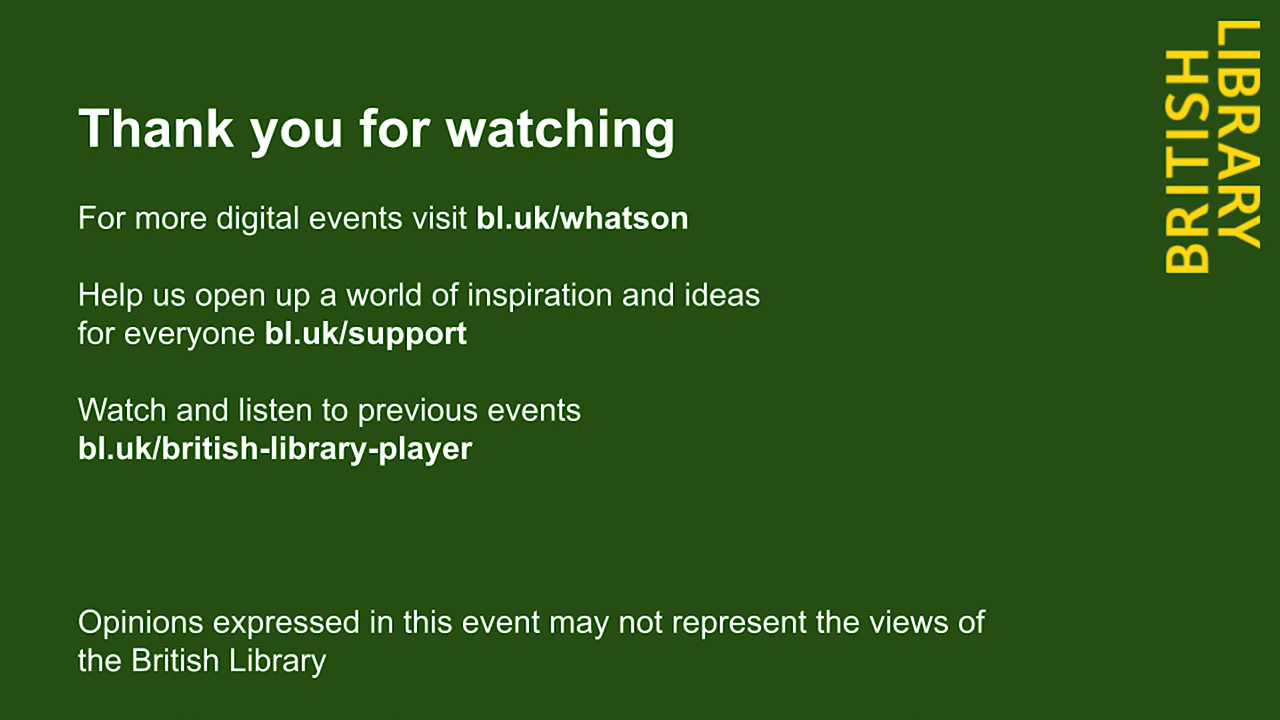 Thank you for watching
For more digital events visit bl.uk/whatson
Help us open up a world of inspiration and ideas
for everyone bl.uk/support
Watch and listen to previous events
bl.uk/british-library-player
Opinions expressed in this event may not represent the views of
the British Library
BRITISH
LIBRARY